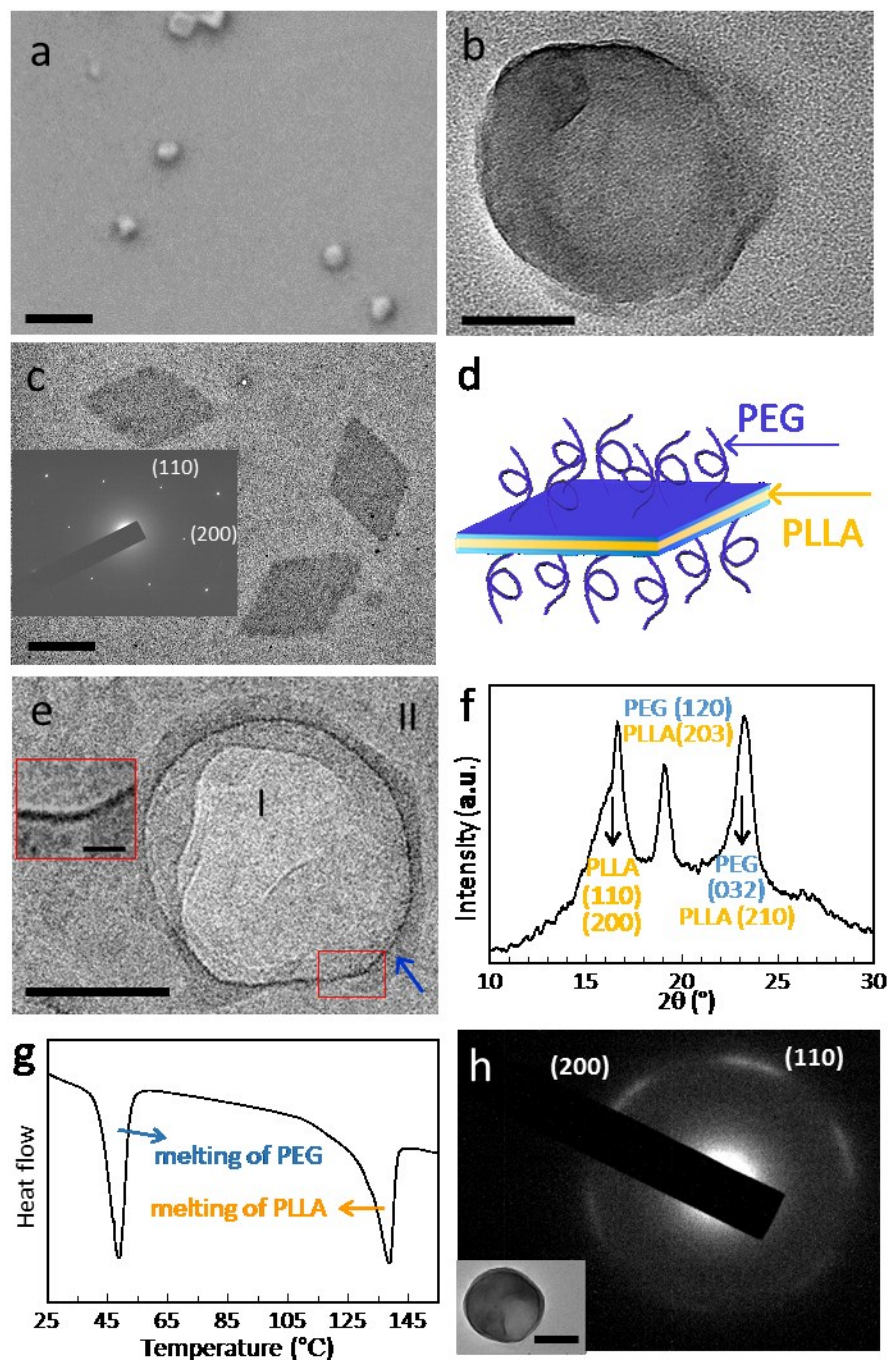 a
b
c
(110)
(200)
d
PEG
PLLA
e
I
II
f
PEG (120)
PLLA(203)
PLLA
(110)
(200)
PEG
(032)
PLLA (210)
Intensity (a.u.)
10
15
20
25
30
2θ (°)
g
melting of PEG
melting of PLLA
Heat flow
25
45
65
85
105
125
145
Temperature (°C)
h
(200)
(110)